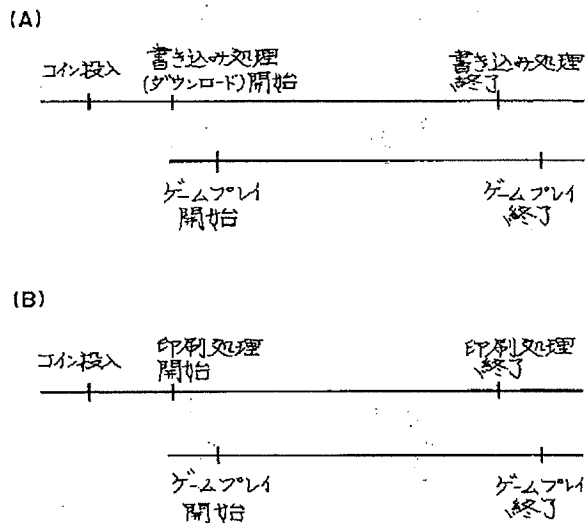 (A)
コイン投入
書き込み処理
(ダウンロード)開始
書き込み処理
終了
ゲームプレイ
開始
ゲームプレイ
終了
(B)
コイン投入
印刷処理
開始
印刷処理
終了
ゲームプレイ
開始
ゲームプレイ
終了